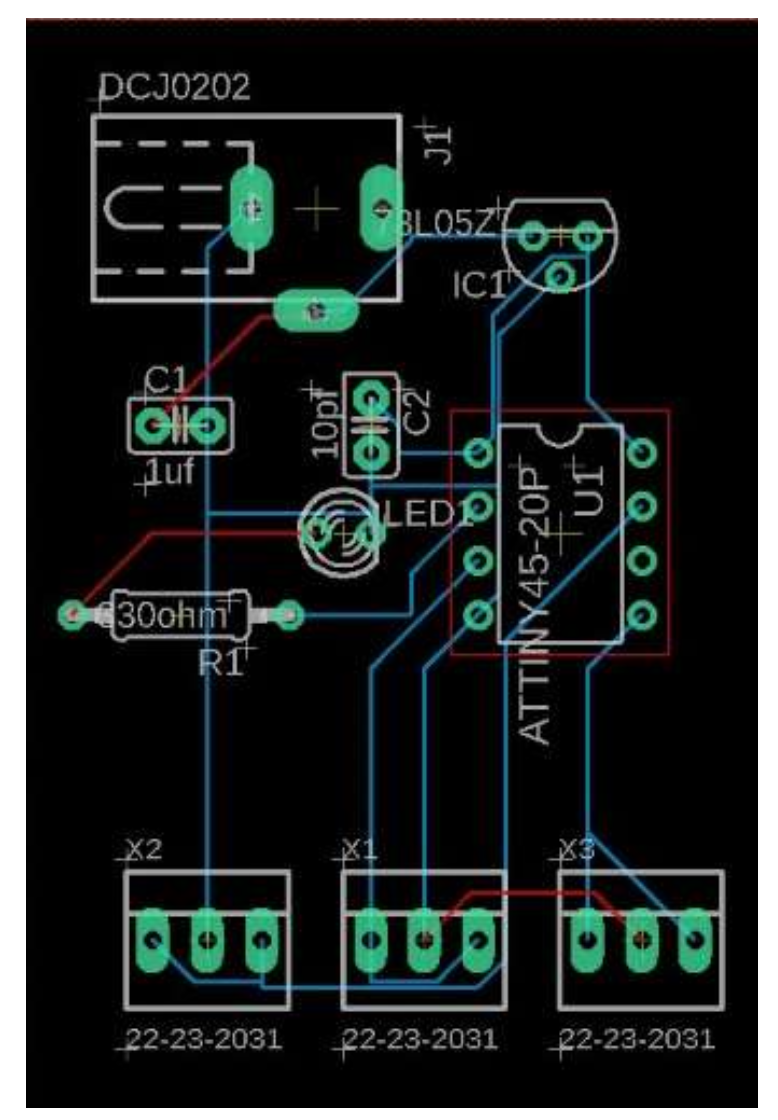 DCJ0202
J1
78L05Z
IC1
C1
1uf
10pf
C2
LED1
U1
ATTINY45-20P
330ohm
R1
X2
X1
X3
22-23-2031
22-23-2031
22-23-2031